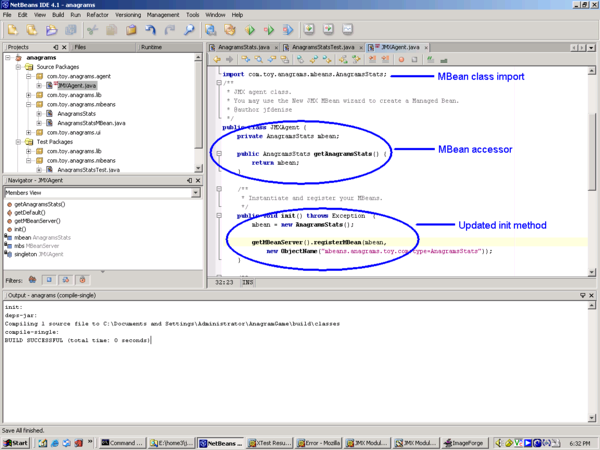 NetBeans IDE 4.1 - anagrams
File Edit View Build Run Refactor Versioning Management Tools Window Help
Projects Files Runtime
anagrams
Source Packages
com.toy.anagrams.agent
JMXAgent.java
com.toy.anagrams.lib
com.toy.anagrams.mbeans
AnagramsStats
AnagramsStatsMBean.java
com.toy.anagrams.ui
Test Packages
com.toy.anagrams.lib
com.toy.anagrams.mbeans
AnagramsStatsTest.java
Navigator - JMXAgent
Members View
getAnagramsStats()
getDefault()
getMBeanServer()
init()
mbean AnagramsStats
mbs MBeanServer
singleton JMXAgent
Filters:
AnagramsStats.java AnagramsStatsTest.java JMXAgent.java
import com.toy.anagrams.mbeans.AnagramsStats;
MBean class import
/**
* JMX agent class.
* You may use the New JMX MBean wizard to create a Managed Bean.
* @author jfdenise
*/
public class JMXAgent {
private AnagramsStats mbean;
public AnagramsStats getAnagramsStats() {
return mbean;
}
MBean accessor
/**
* Instantiate and register your MBeans.
*/
public void init() throws Exception {
mbean = new AnagramsStats();
Updated init method
getMBeanServer().registerMBean(mbean,
new ObjectName("mbeans.anagrams.toy.com:type=AnagramsStats"));
}
32:23 INS
Output - anagrams (compile-single)
init:
deps-jar:
Compiling 1 source file to C:\Documents and Settings\Administrator\AnagramGame\build\classes
compile-single:
BUILD SUCCESSFUL (total time: 0 seconds)
Save All finished.
Start Command ... E:\home3\j... NetBeans ... XTest Resu... Error - Mozilla JMX Modul... JMX Modul... ImageForge 6:32 PM